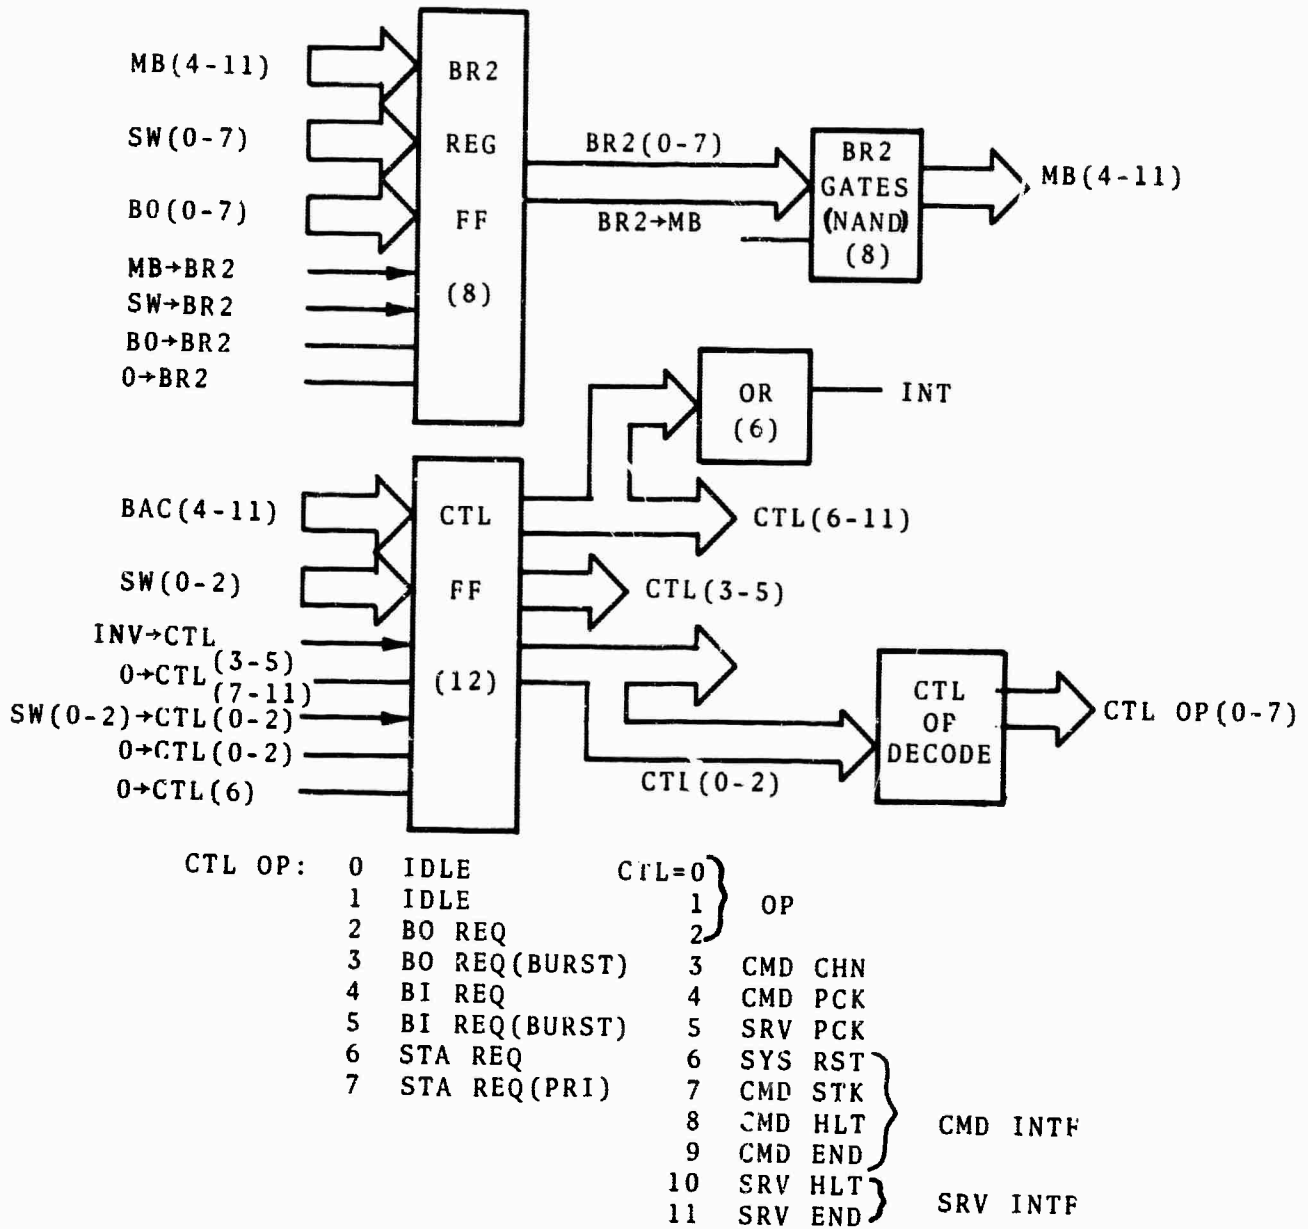 MB(4-11)
SW(0-7)
BO(0-7)
MB→BR2
SW→BR2
BO→BR2
0→BR2
BR2
REG
FF
(8)
BR2(0-7)
BR2→MB
BR2
GATES
(NAND)
(8)
MB(4-11)
OR
(6)
INT
BAC(4-11)
SW(0-2)
INV→CTL
0→CTL(3-5)
(7-11)
SW(0-2)→CTL(0-2)
0→CTL(0-2)
0→CTL(6)
CTL
FF
(12)
CTL(6-11)
CTL(3-5)
CTL(0-2)
CTL
OP
DECODE
CTL OP(0-7)
CTL OP: 0 IDLE
1 IDLE
2 BO REQ
3 BO REQ(BURST)
4 BI REQ
5 BI REQ(BURST)
6 STA REQ
7 STA REQ(PRI)
CTL=0
1 OP
2
3 CMD CHN
4 CMD PCK
5 SRV PCK
6 SYS RST
7 CMD STK
8 CMD HLT
9 CMD END
CMD INTF
10 SRV HLT
11 SRV END
SRV INTF